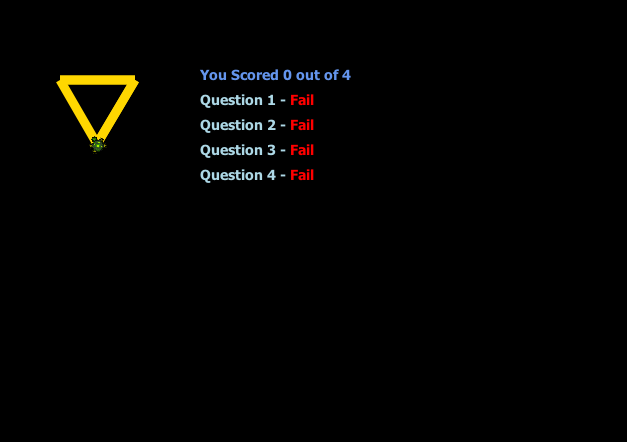 You Scored 0 out of 4
Question 1 - Fail
Question 2 - Fail
Question 3 - Fail
Question 4 - Fail